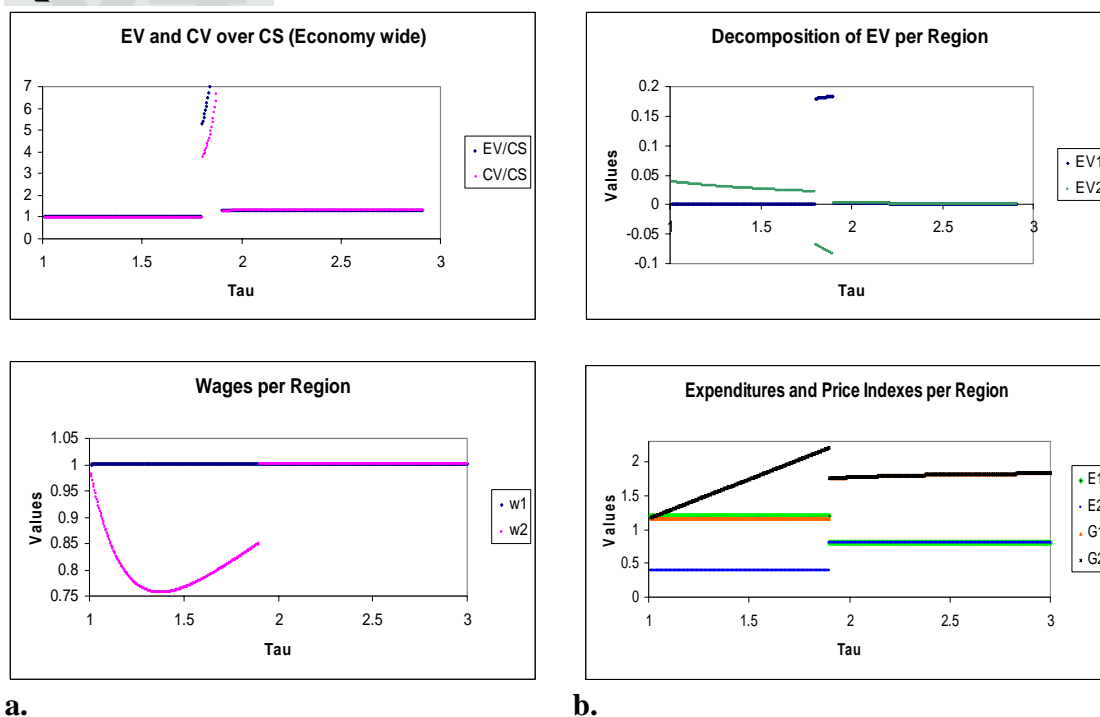 EV and CV over CS (Economy wide)
7
6
5
4
3
2
1
0
1
1.5
2
2.5
3
Tau
EV/CS
CV/CS
Decomposition of EV per Region
0.2
0.15
0.1
0.05
0
-0.05
-0.1
1
1.5
2
2.5
3
Values
Tau
EV1
EV2
Wages per Region
1.05
1
0.95
0.9
0.85
0.8
0.75
1
1.5
2
2.5
3
Values
Tau
w1
w2
Expenditures and Price Indexes per Region
2
1.5
1
0.5
0
1
1.5
2
2.5
3
Values
Tau
E1
E2
G1
G2
a.
b.